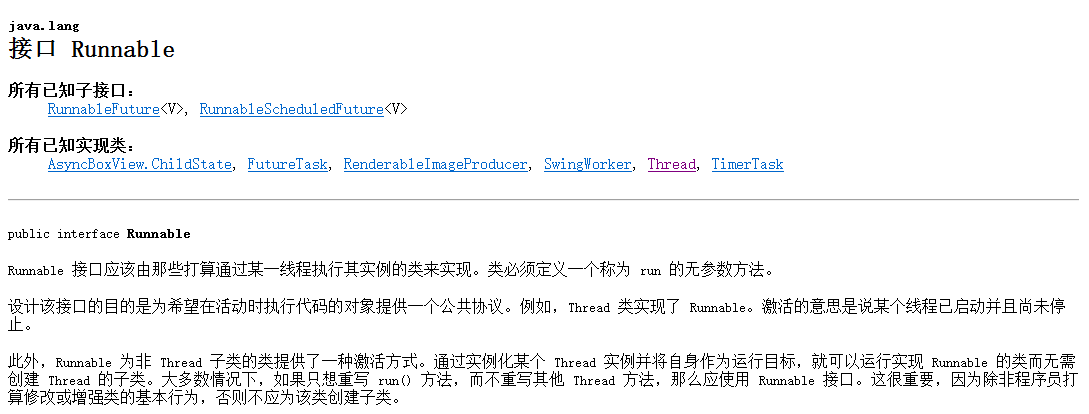 java.lang
接口 Runnable
所有已知子接口：
RunnableFuture<V>, RunnableScheduledFuture<V>
所有已知实现类：
AsyncBoxView.ChildState, FutureTask, RenderableImageProducer, SwingWorker, Thread, TimerTask
public interface Runnable
Runnable 接口应该由那些打算通过某一线程执行其实例的类来实现。类必须定义一个称为 run 的无参数方法。
设计该接口的目的是为希望在活动时执行代码的对象提供一个公共协议。例如，Thread 类实现了 Runnable。激活的意思是说某个线程已启动并且尚未停
止。
此外，Runnable 为非 Thread 子类的类提供了一种激活方式。通过实例化某个 Thread 实例并将自身作为运行目标，就可以运行实现 Runnable 的类而无需
创建 Thread 的子类。大多数情况下，如果只想重写 run() 方法，而不重写其他 Thread 方法，那么应使用 Runnable 接口。这很重要，因为除非程序员打
算修改或增强类的基本行为，否则不应为该类创建子类。